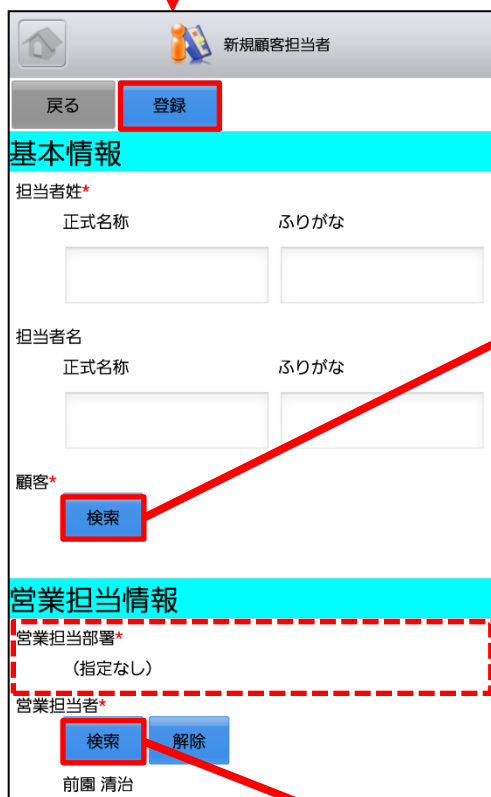 新規顧客担当者
戻る 登録
基本情報
担当者姓*
正式名称 ふりがな
担当者名
正式名称 ふりがな
顧客*
検索
営業担当情報
営業担当部署*
（指定なし）
営業担当者*
検索 解除
前園 清治